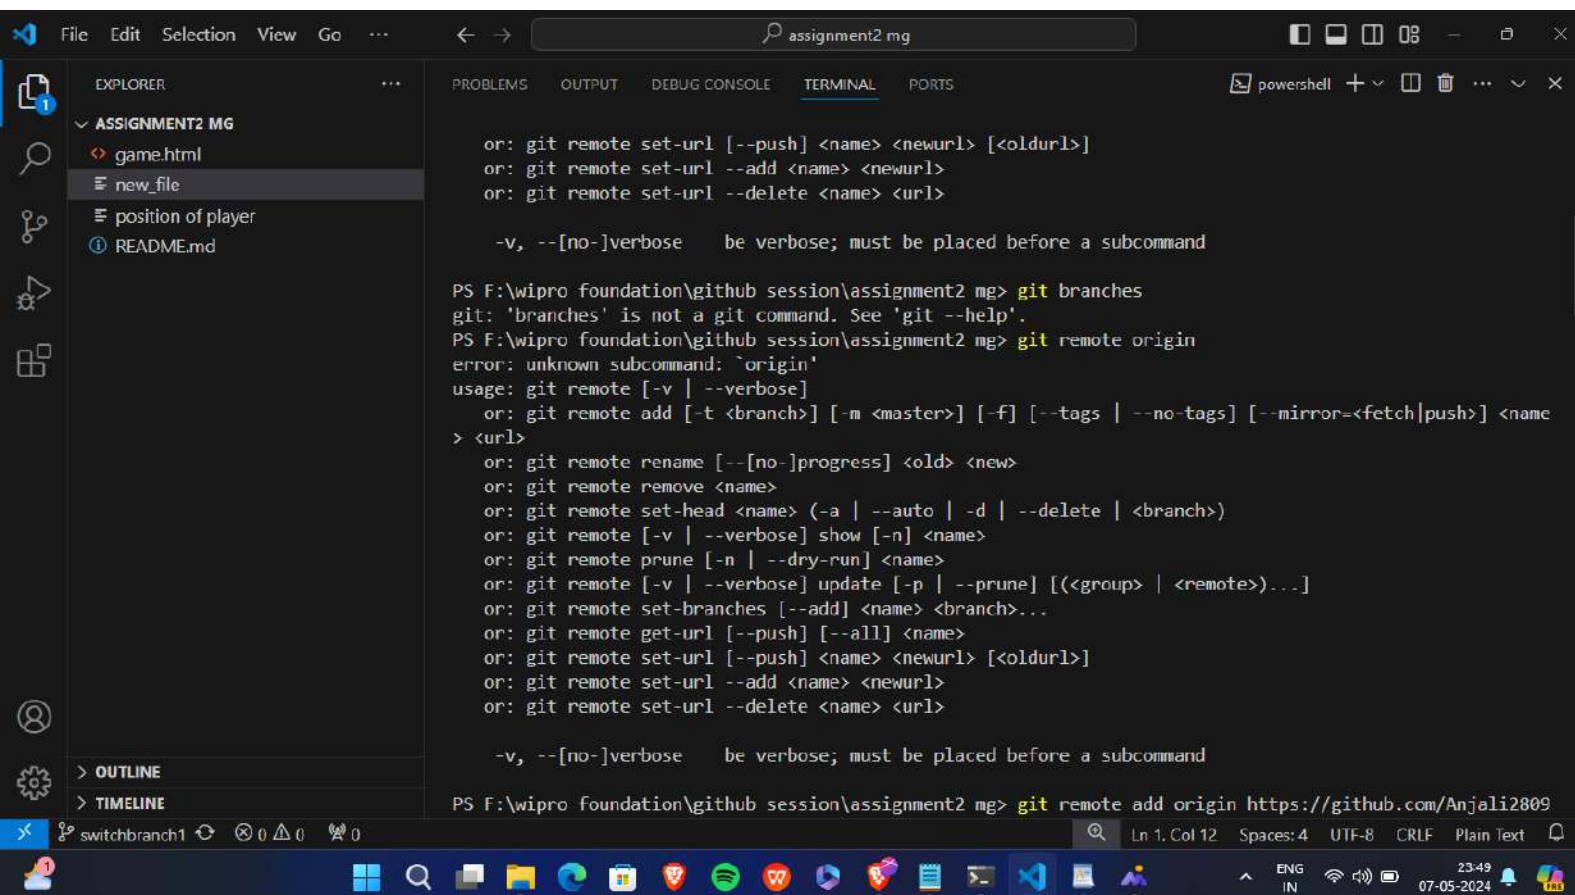 File Edit Selection View Go ··· ← → assignment2 mg
EXPLORER ···
PROBLEMS OUTPUT DEBUG CONSOLE TERMINAL PORTS powershell
1
ASSIGNMENT2 MG
game.html
new_file
position of player
README.md
or: git remote set-url [--push] <name> <newurl> [<oldurl>]
or: git remote set-url --add <name> <newurl>
or: git remote set-url --delete <name> <url>
-v, --[no-]verbose be verbose; must be placed before a subcommand
PS F:\wipro foundation\github session\assignment2 mg> git branches
git: 'branches' is not a git command. See 'git --help'.
PS F:\wipro foundation\github session\assignment2 mg> git remote origin
error: unknown subcommand: `origin'
usage: git remote [-v | --verbose]
or: git remote add [-t <branch>] [-m <master>] [-f] [--tags | --no-tags] [--mirror=<fetch|push>] <name
> <url>
or: git remote rename [--[no-]progress] <old> <new>
or: git remote remove <name>
or: git remote set-head <name> (-a | --auto | -d | --delete | <branch>)
or: git remote [-v | --verbose] show [-n] <name>
or: git remote prune [-n | --dry-run] <name>
or: git remote [-v | --verbose] update [-p | --prune] [(<group> | <remote>)...]
or: git remote set-branches [--add] <name> <branch>...
or: git remote get-url [--push] [--all] <name>
or: git remote set-url [--push] <name> <newurl> [<oldurl>]
or: git remote set-url --add <name> <newurl>
or: git remote set-url --delete <name> <url>
-v, --[no-]verbose be verbose; must be placed before a subcommand
PS F:\wipro foundation\github session\assignment2 mg> git remote add origin https://github.com/Anjali2809
OUTLINE
TIMELINE
switchbranch1 0 0 0 Ln 1, Col 12 Spaces: 4 UTF-8 CRLF Plain Text
1
ENG
IN
23:49
07-05-2024
PRE